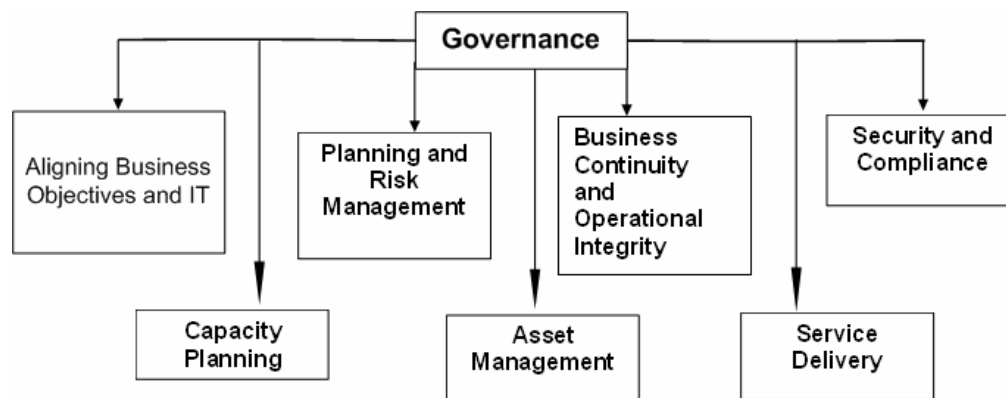 Governance
Aligning Business
Objectives and IT
Planning and
Risk
Management
Business
Continuity
and
Operational
Integrity
Security and
Compliance
Capacity
Planning
Asset
Management
Service
Delivery